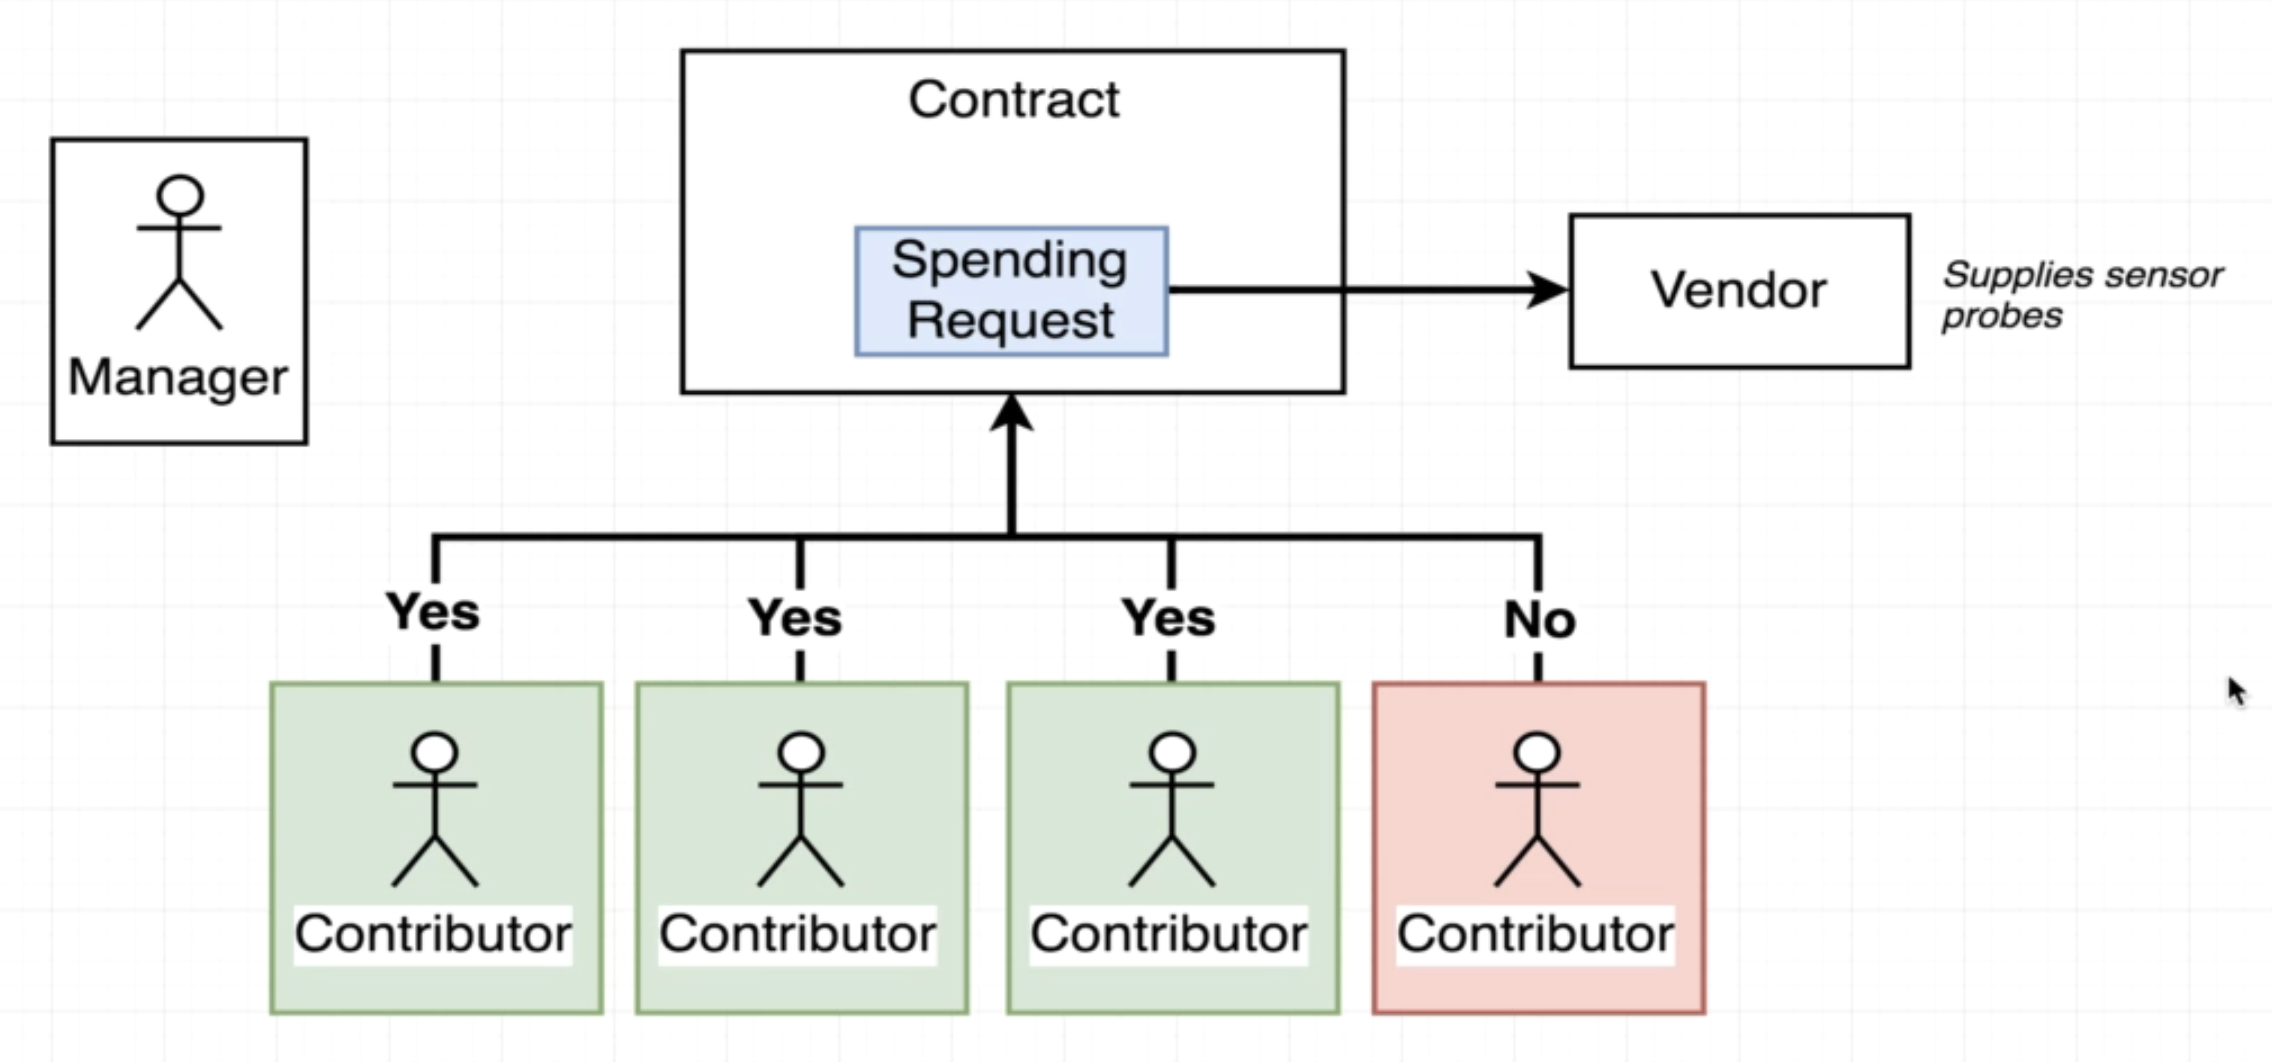 Contract
Manager
Spending
Request
Vendor
Supplies sensor
probes
Yes
Yes
Yes
No
Contributor
Contributor
Contributor
Contributor